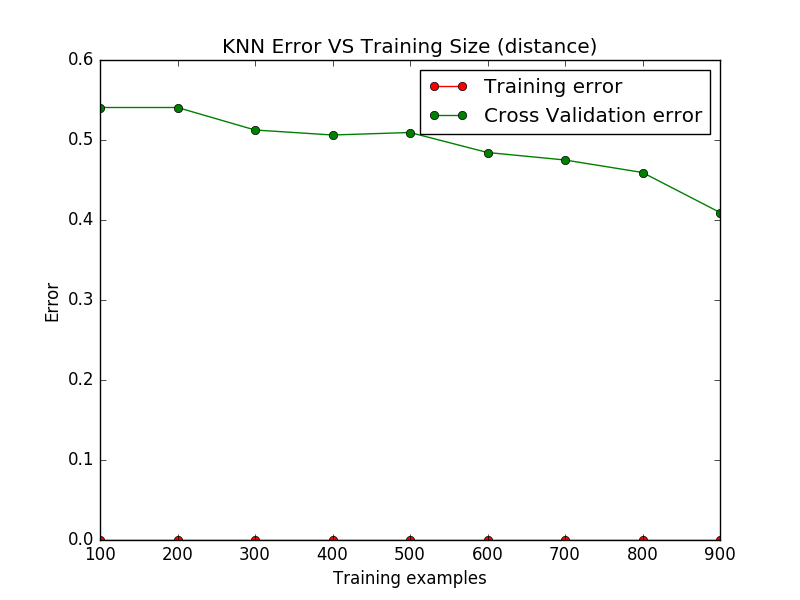 KNN Error VS Training Size (distance)
Training error
Cross Validation error
0.6
0.5
0.4
0.3
0.2
0.1
0.0
Error
100 200 300 400 500 600 700 800 900
Training examples